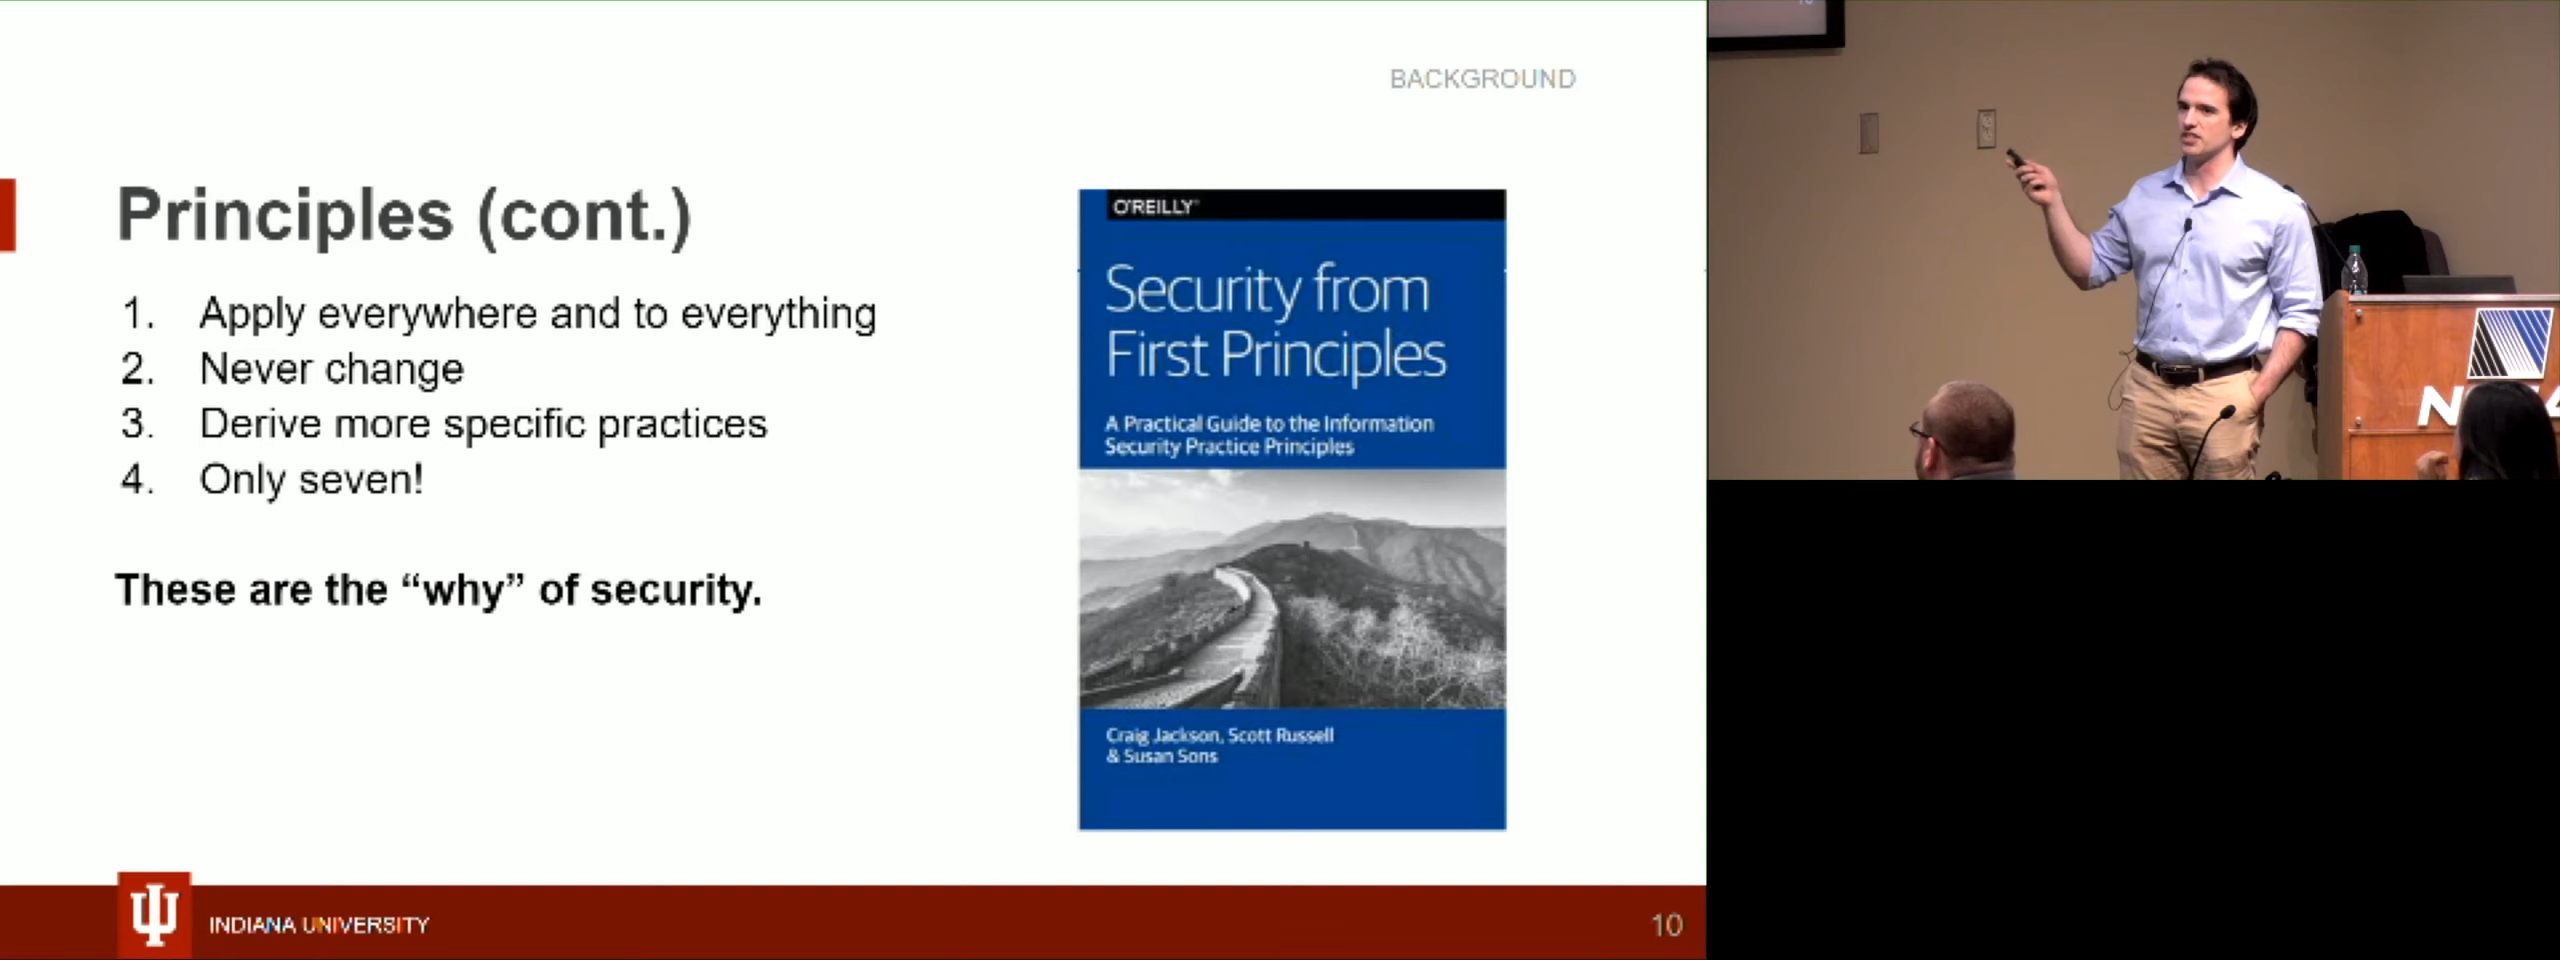 BACKGROUND
Principles (cont.)
1. Apply everywhere and to everything
2. Never change
3. Derive more specific practices
4. Only seven!
These are the “why” of security.
O'REILLY®
Security from
First Principles
A Practical Guide to the Information
Security Practice Principles
Craig Jackson, Scott Russell
& Susan Sons
INDIANA UNIVERSITY
10